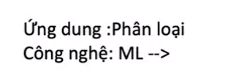 Ứng dung :Phân loại
Công nghệ: ML -->